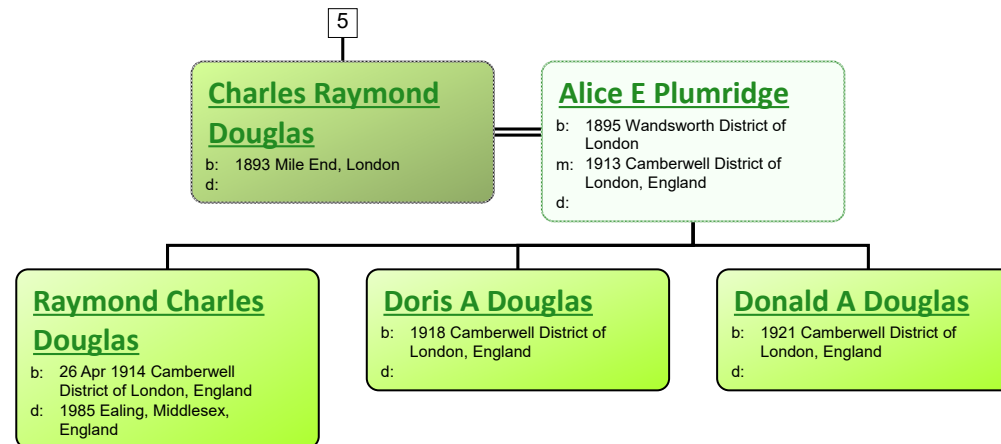 5
Charles Raymond
Douglas
b: 1893 Mile End, London
d:
Alice E Plumridge
b: 1895 Wandsworth District of
London
m: 1913 Camberwell District of
London, England
d:
Raymond Charles
Douglas
b: 26 Apr 1914 Camberwell
District of London, England
d: 1985 Ealing, Middlesex,
England
Doris A Douglas
b: 1918 Camberwell District of
London, England
d:
Donald A Douglas
b: 1921 Camberwell District of
London, England
d: